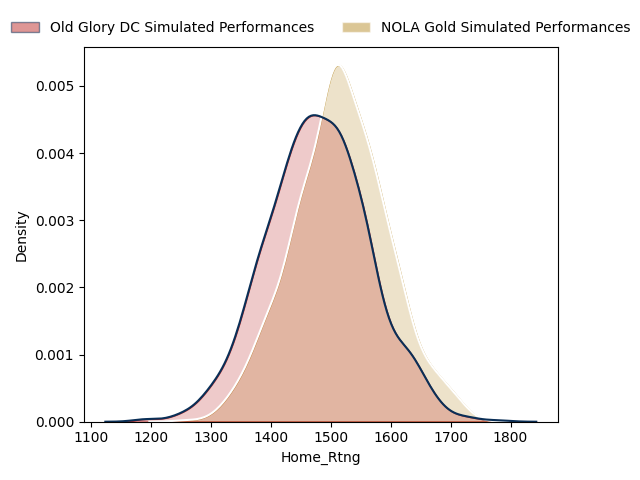 Old Glory DC Simulated Performances NOLA Gold Simulated Performances
0.005
0.004
0.003
0.002
0.001
0.000
Density
1100 1200 1300 1400 1500 1600 1700 1800
Home_Rtng